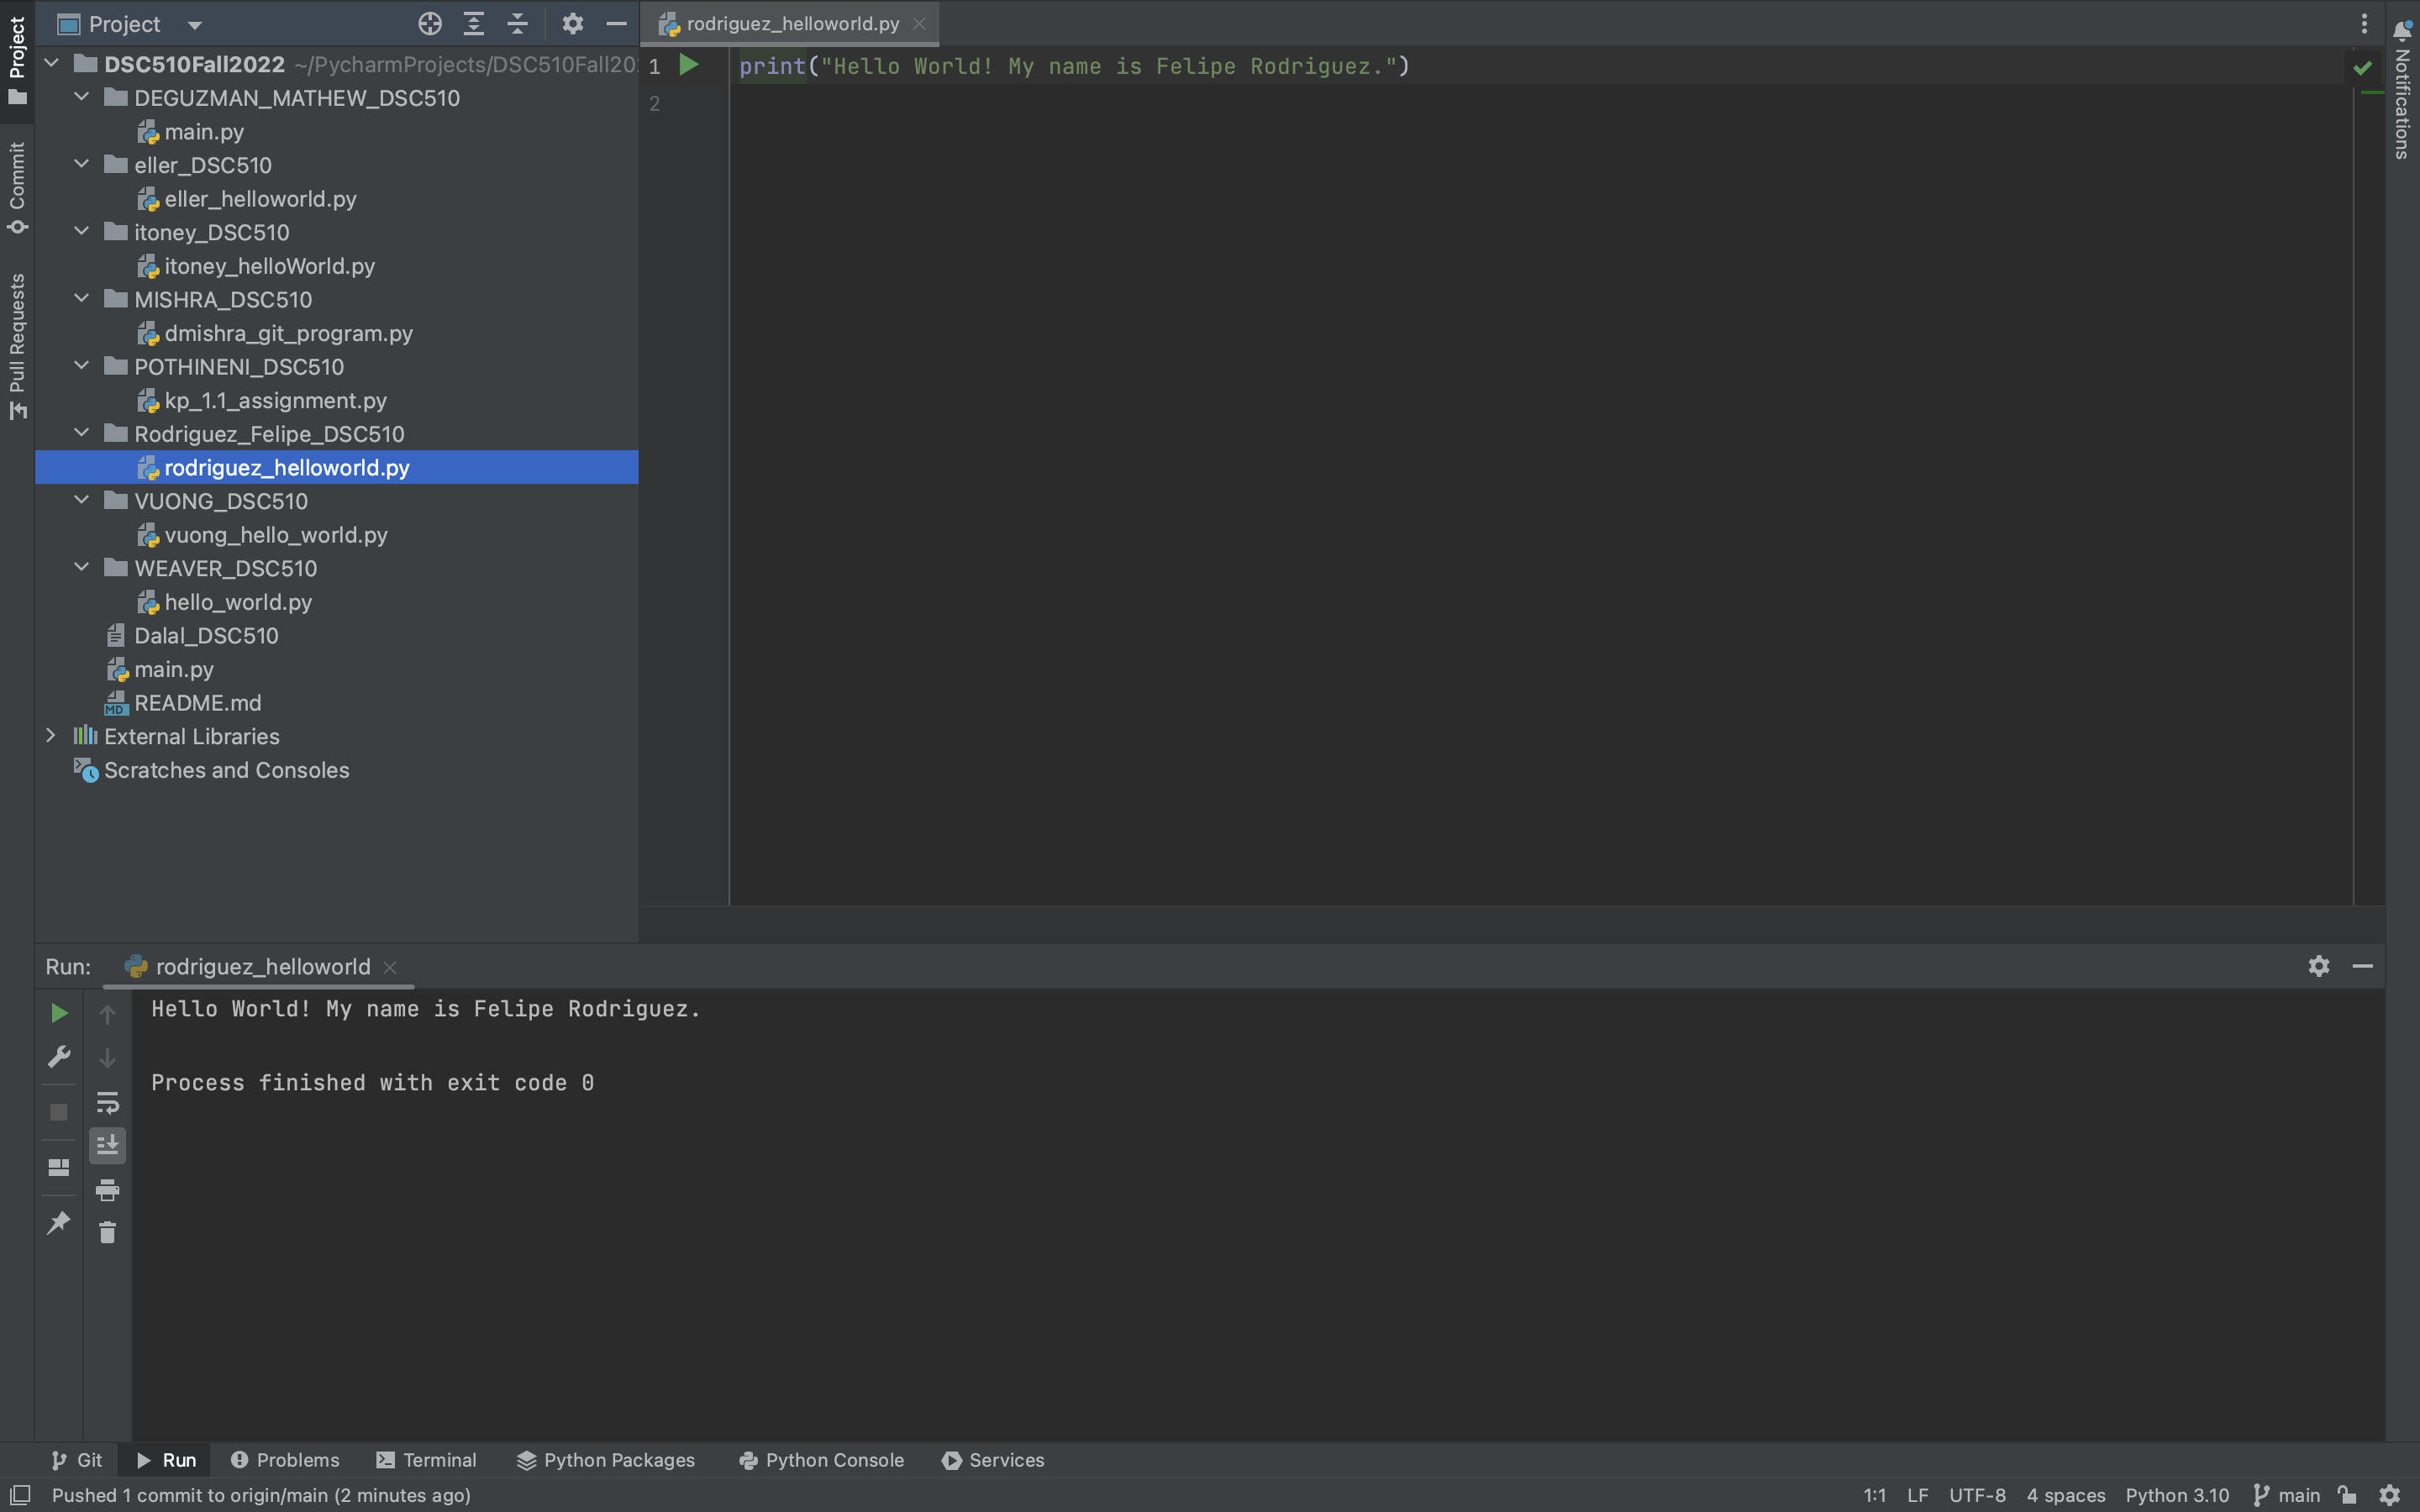 Project
rodriguez_helloworld.py
Project
Commit
Pull Requests
Notifications
DSC510Fall2022 ~/PycharmProjects/DSC510Fall20
DEGUZMAN_MATHEW_DSC510
main.py
eller_DSC510
eller_helloworld.py
itoney_DSC510
itoney_helloWorld.py
MISHRA_DSC510
dmishra_git_program.py
POTHINENI_DSC510
kp_1.1_assignment.py
Rodriguez_Felipe_DSC510
rodriguez_helloworld.py
VUONG_DSC510
vuong_hello_world.py
WEAVER_DSC510
hello_world.py
Dalal_DSC510
main.py
MD README.md
External Libraries
Scratches and Consoles
1 print("Hello World! My name is Felipe Rodriguez.")
2
Run: rodriguez_helloworld
Hello World! My name is Felipe Rodriguez.
Process finished with exit code 0
Git Run Problems Terminal Python Packages Python Console Services
Pushed 1 commit to origin/main (2 minutes ago) 1:1 LF UTF-8 4 spaces Python 3.10 main